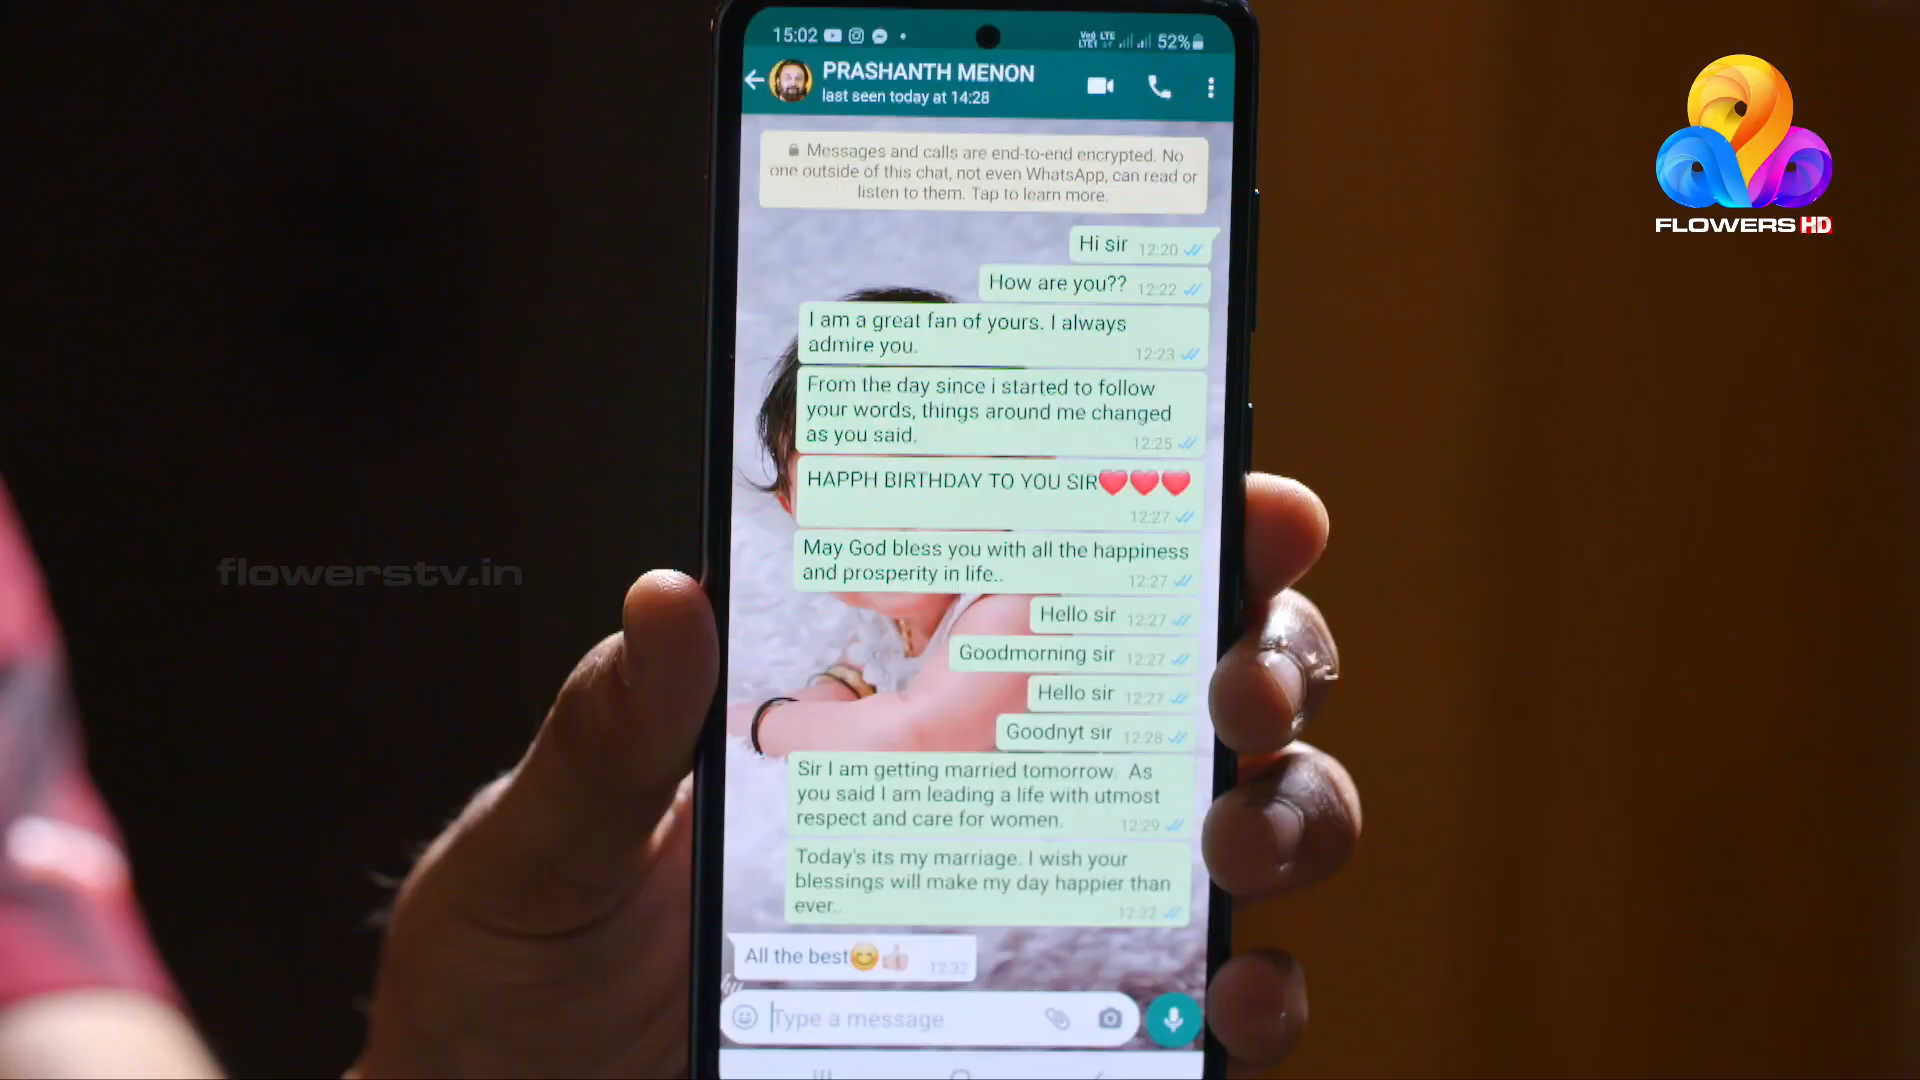 15:02
52%
PRASHANTH MENON
last seen today at 14:28
Messages and calls are end-to-end encrypted. No
one outside of this chat, not even WhatsApp, can read or
listen to them. Tap to learn more.
Hi sir 12:20
How are you?? 12:22
I am a great fan of yours. I always
admire you. 12:23
From the day since i started to follow
your words, things around me changed
as you said. 12:25
HAPPH BIRTHDAY TO YOU SIR❤❤❤
12:27
May God bless you with all the happiness
and prosperity in life.. 12:27
Hello sir 12:27
Goodmorning sir 12:27
Hello sir 12:27
Goodnyt sir 12:28
Sir I am getting married tomorrow. As
you said I am leading a life with utmost
respect and care for women. 12:29
Today's its my marriage. I wish your
blessings will make my day happier than
ever.. 12:32
All the best😊👍 12:32
Type a message
FLOWERS HD
flowerstv.in